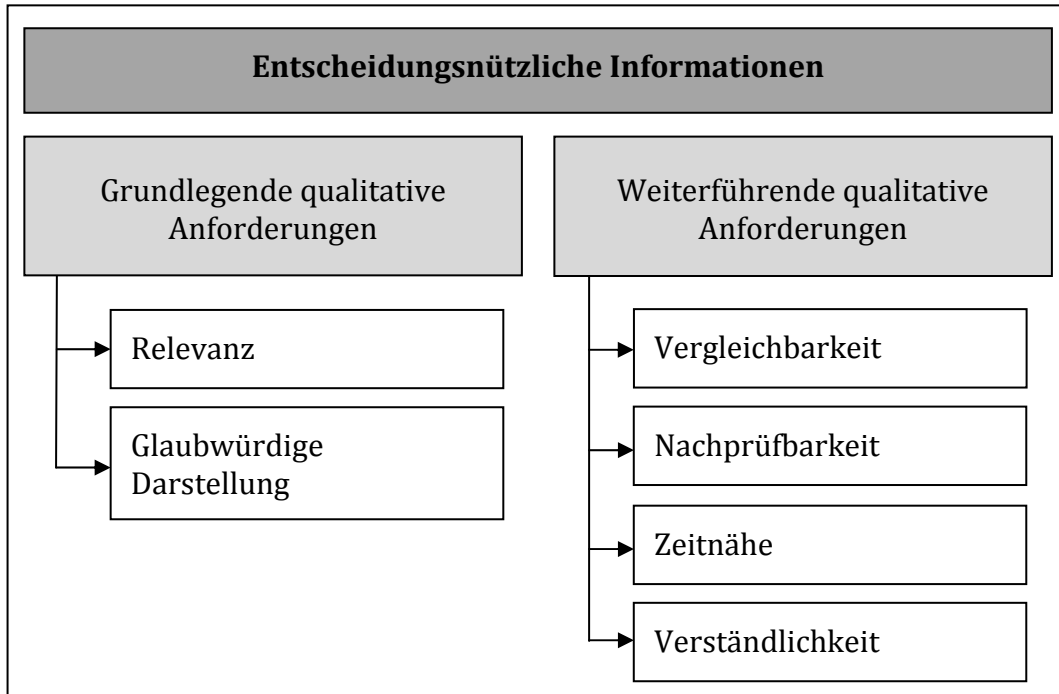 Entscheidungsnützliche Informationen
Grundlegende qualitative
Anforderungen
Relevanz
Glaubwürdige
Darstellung
Weiterführende qualitative
Anforderungen
Vergleichbarkeit
Nachprüfbarkeit
Zeitnähe
Verständlichkeit